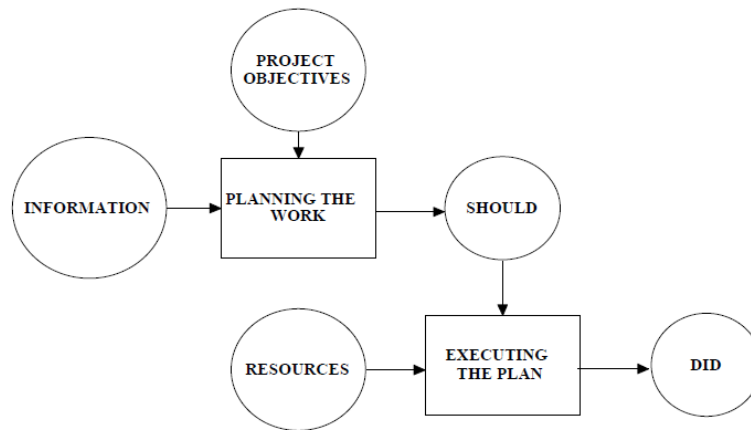 PROJECT
OBJECTIVES
INFORMATION
PLANNING THE
WORK
SHOULD
RESOURCES
EXECUTING
THE PLAN
DID